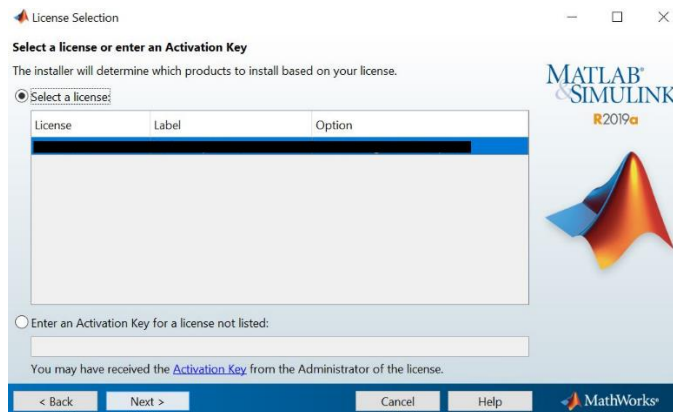 License Selection
Select a license or enter an Activation Key
The installer will determine which products to install based on your license.
MATLAB®
&SIMULINK
R2019a
Select a license:
License Label Option
Enter an Activation Key for a license not listed:
You may have received the Activation Key from the Administrator of the license.
< Back Next > Cancel Help MathWorks®